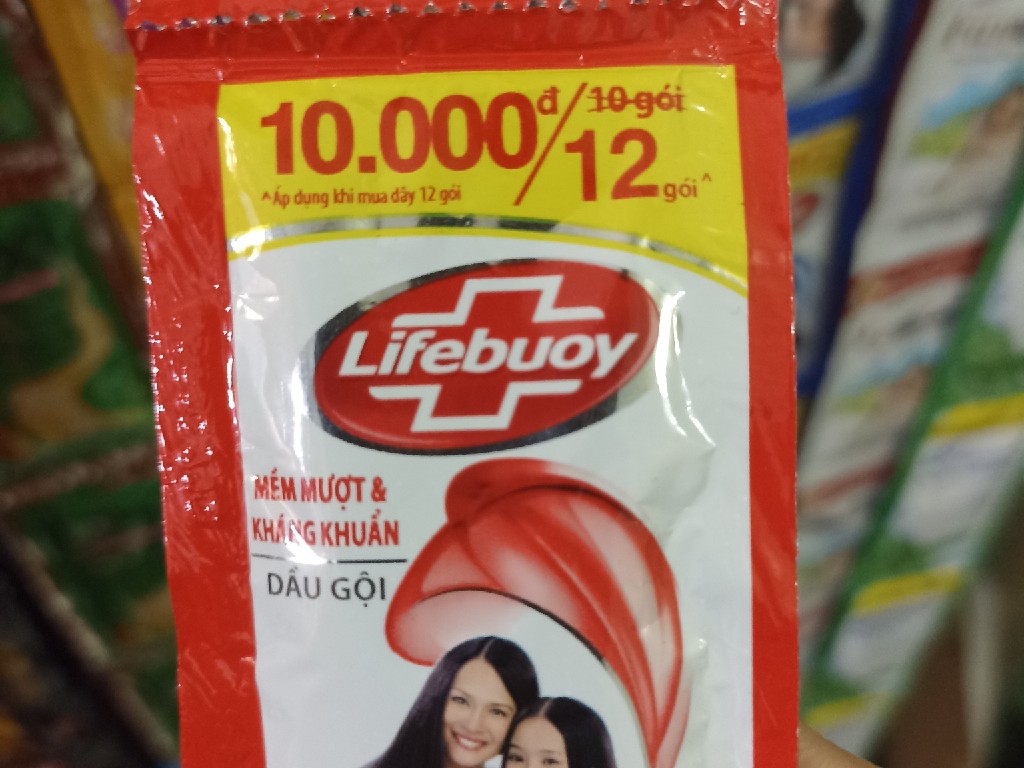 10.000đ/10 gói
12 gói^
^Áp dụng khi mua dây 12 gói
Lifebuoy
MỀM MƯỢT &
KHÁNG KHUẨN
DẦU GỘI